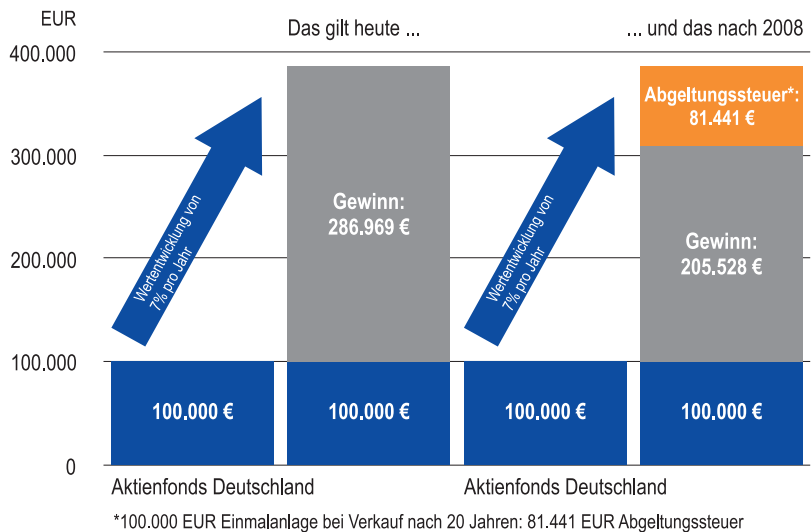 EUR
Das gilt heute ...
... und das nach 2008
400.000
300.000
200.000
100.000
0
Wertentwicklung von
7% pro Jahr
Gewinn:
286.969 €
100.000 €
100.000 €
Wertentwicklung von
7% pro Jahr
Abgeltungssteuer*:
81.441 €
Gewinn:
205.528 €
100.000 €
100.000 €
Aktienfonds Deutschland
Aktienfonds Deutschland
*100.000 EUR Einmalanlage bei Verkauf nach 20 Jahren: 81.441 EUR Abgeltungssteuer